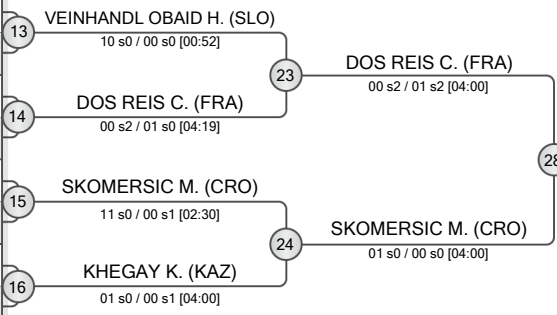 13
VEINHANDL OBAID H. (SLO)
10 s0 / 00 s0 [00:52]
23
DOS REIS C. (FRA)
00 s2 / 01 s2 [04:00]
14
DOS REIS C. (FRA)
00 s2 / 01 s0 [04:19]
28
15
SKOMERSIC M. (CRO)
11 s0 / 00 s1 [02:30]
24
SKOMERSIC M. (CRO)
01 s0 / 00 s0 [04:00]
16
KHEGAY K. (KAZ)
01 s0 / 00 s1 [04:00]